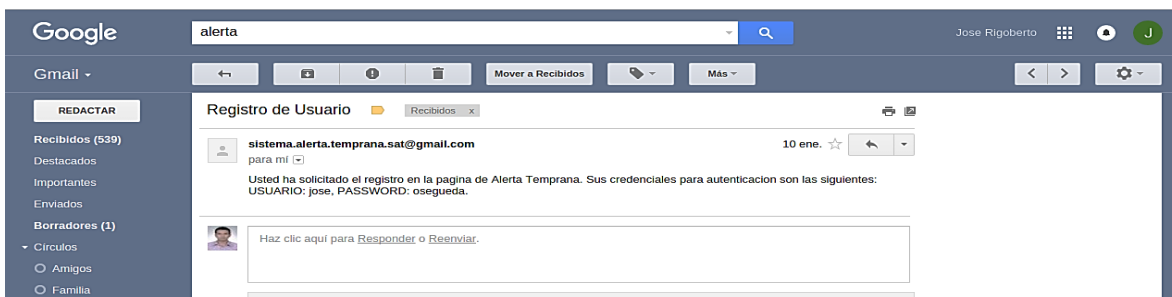 Google
alerta
Jose Rigoberto
J
Gmail
Mover a Recibidos
Más
REDACTAR
Recibidos (539)
Destacados
Importantes
Enviados
Borradores (1)
Círculos
Amigos
Familia
Registro de Usuario
Recibidos x
sistema.alerta.temprana.sat@gmail.com
10 ene.
para mí
Usted ha solicitado el registro en la pagina de Alerta Temprana. Sus credenciales para autenticacion son las siguientes:
USUARIO: jose, PASSWORD: osegueda.
Haz clic aquí para Responder o Reenviar.